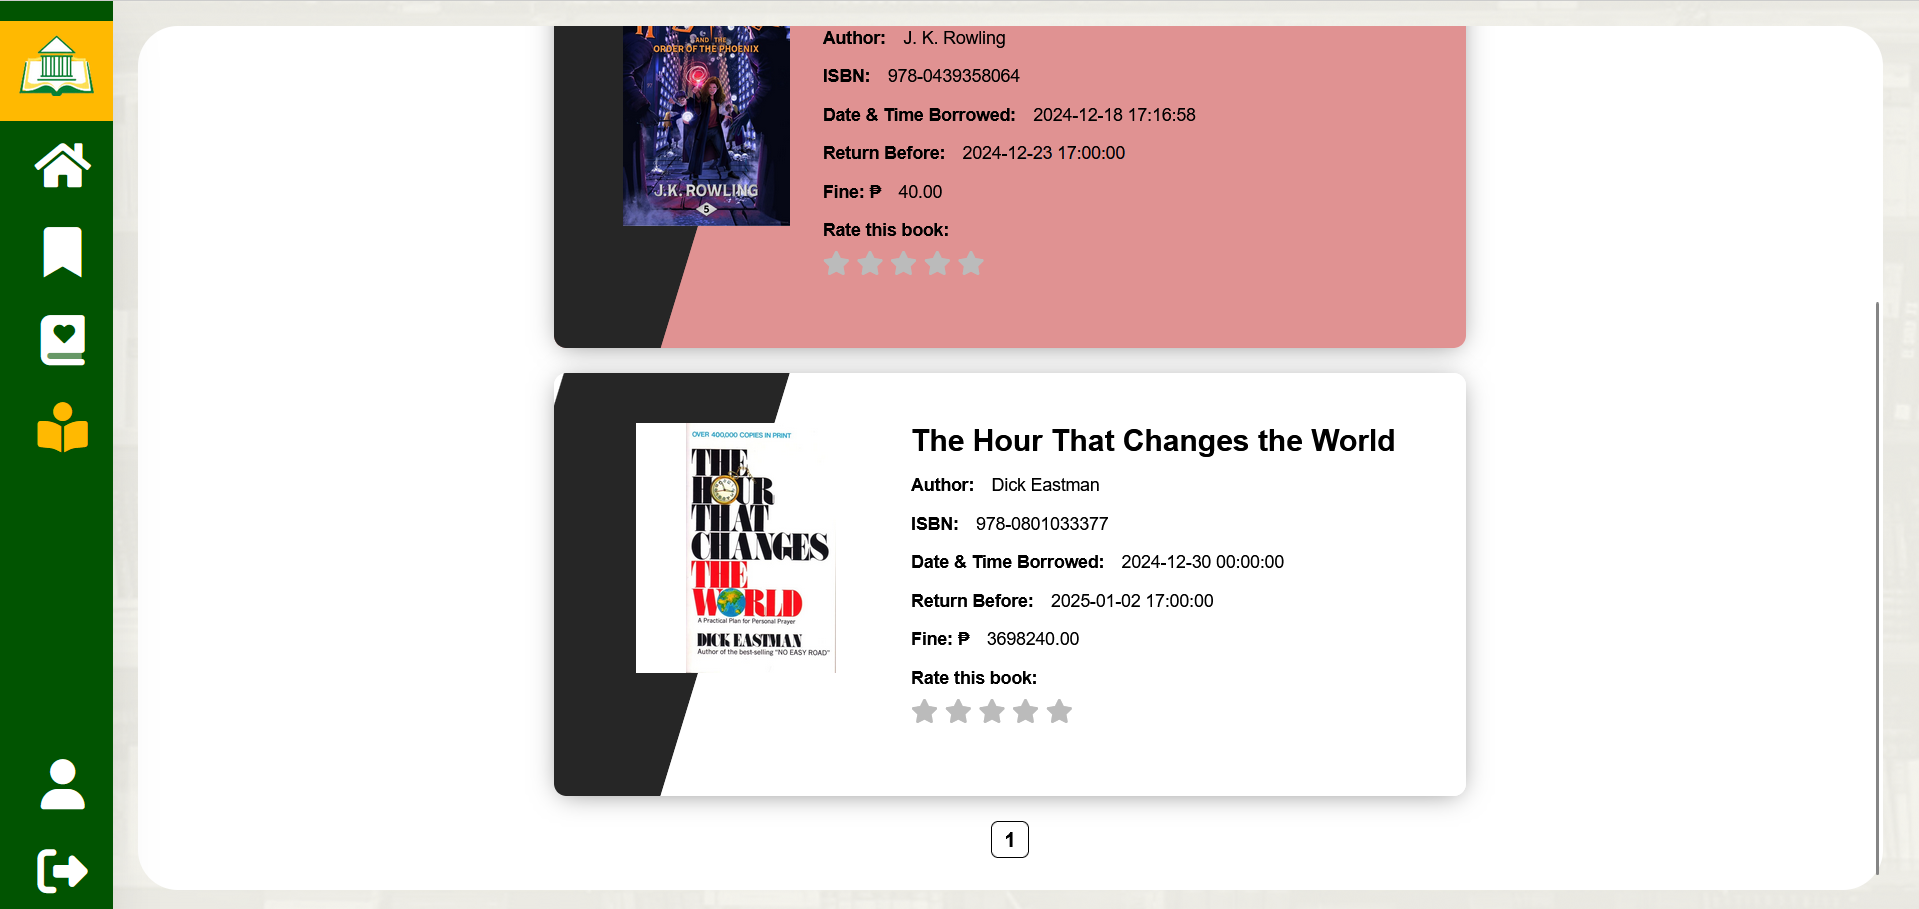 AND THE
ORDER OF THE PHOENIX
J.K. ROWLING
5
Author: J. K. Rowling
ISBN: 978-0439358064
Date & Time Borrowed: 2024-12-18 17:16:58
Return Before: 2024-12-23 17:00:00
Fine: ₱ 40.00
Rate this book:
OVER 400,000 COPIES IN PRINT
THE
HOUR
THAT
CHANGES
THE
WORLD
A Practical Plan for Personal Prayer
DICK EASTMAN
Author of the best-selling "NO EASY ROAD"
The Hour That Changes the World
Author: Dick Eastman
ISBN: 978-0801033377
Date & Time Borrowed: 2024-12-30 00:00:00
Return Before: 2025-01-02 17:00:00
Fine: ₱ 3698240.00
Rate this book:
1